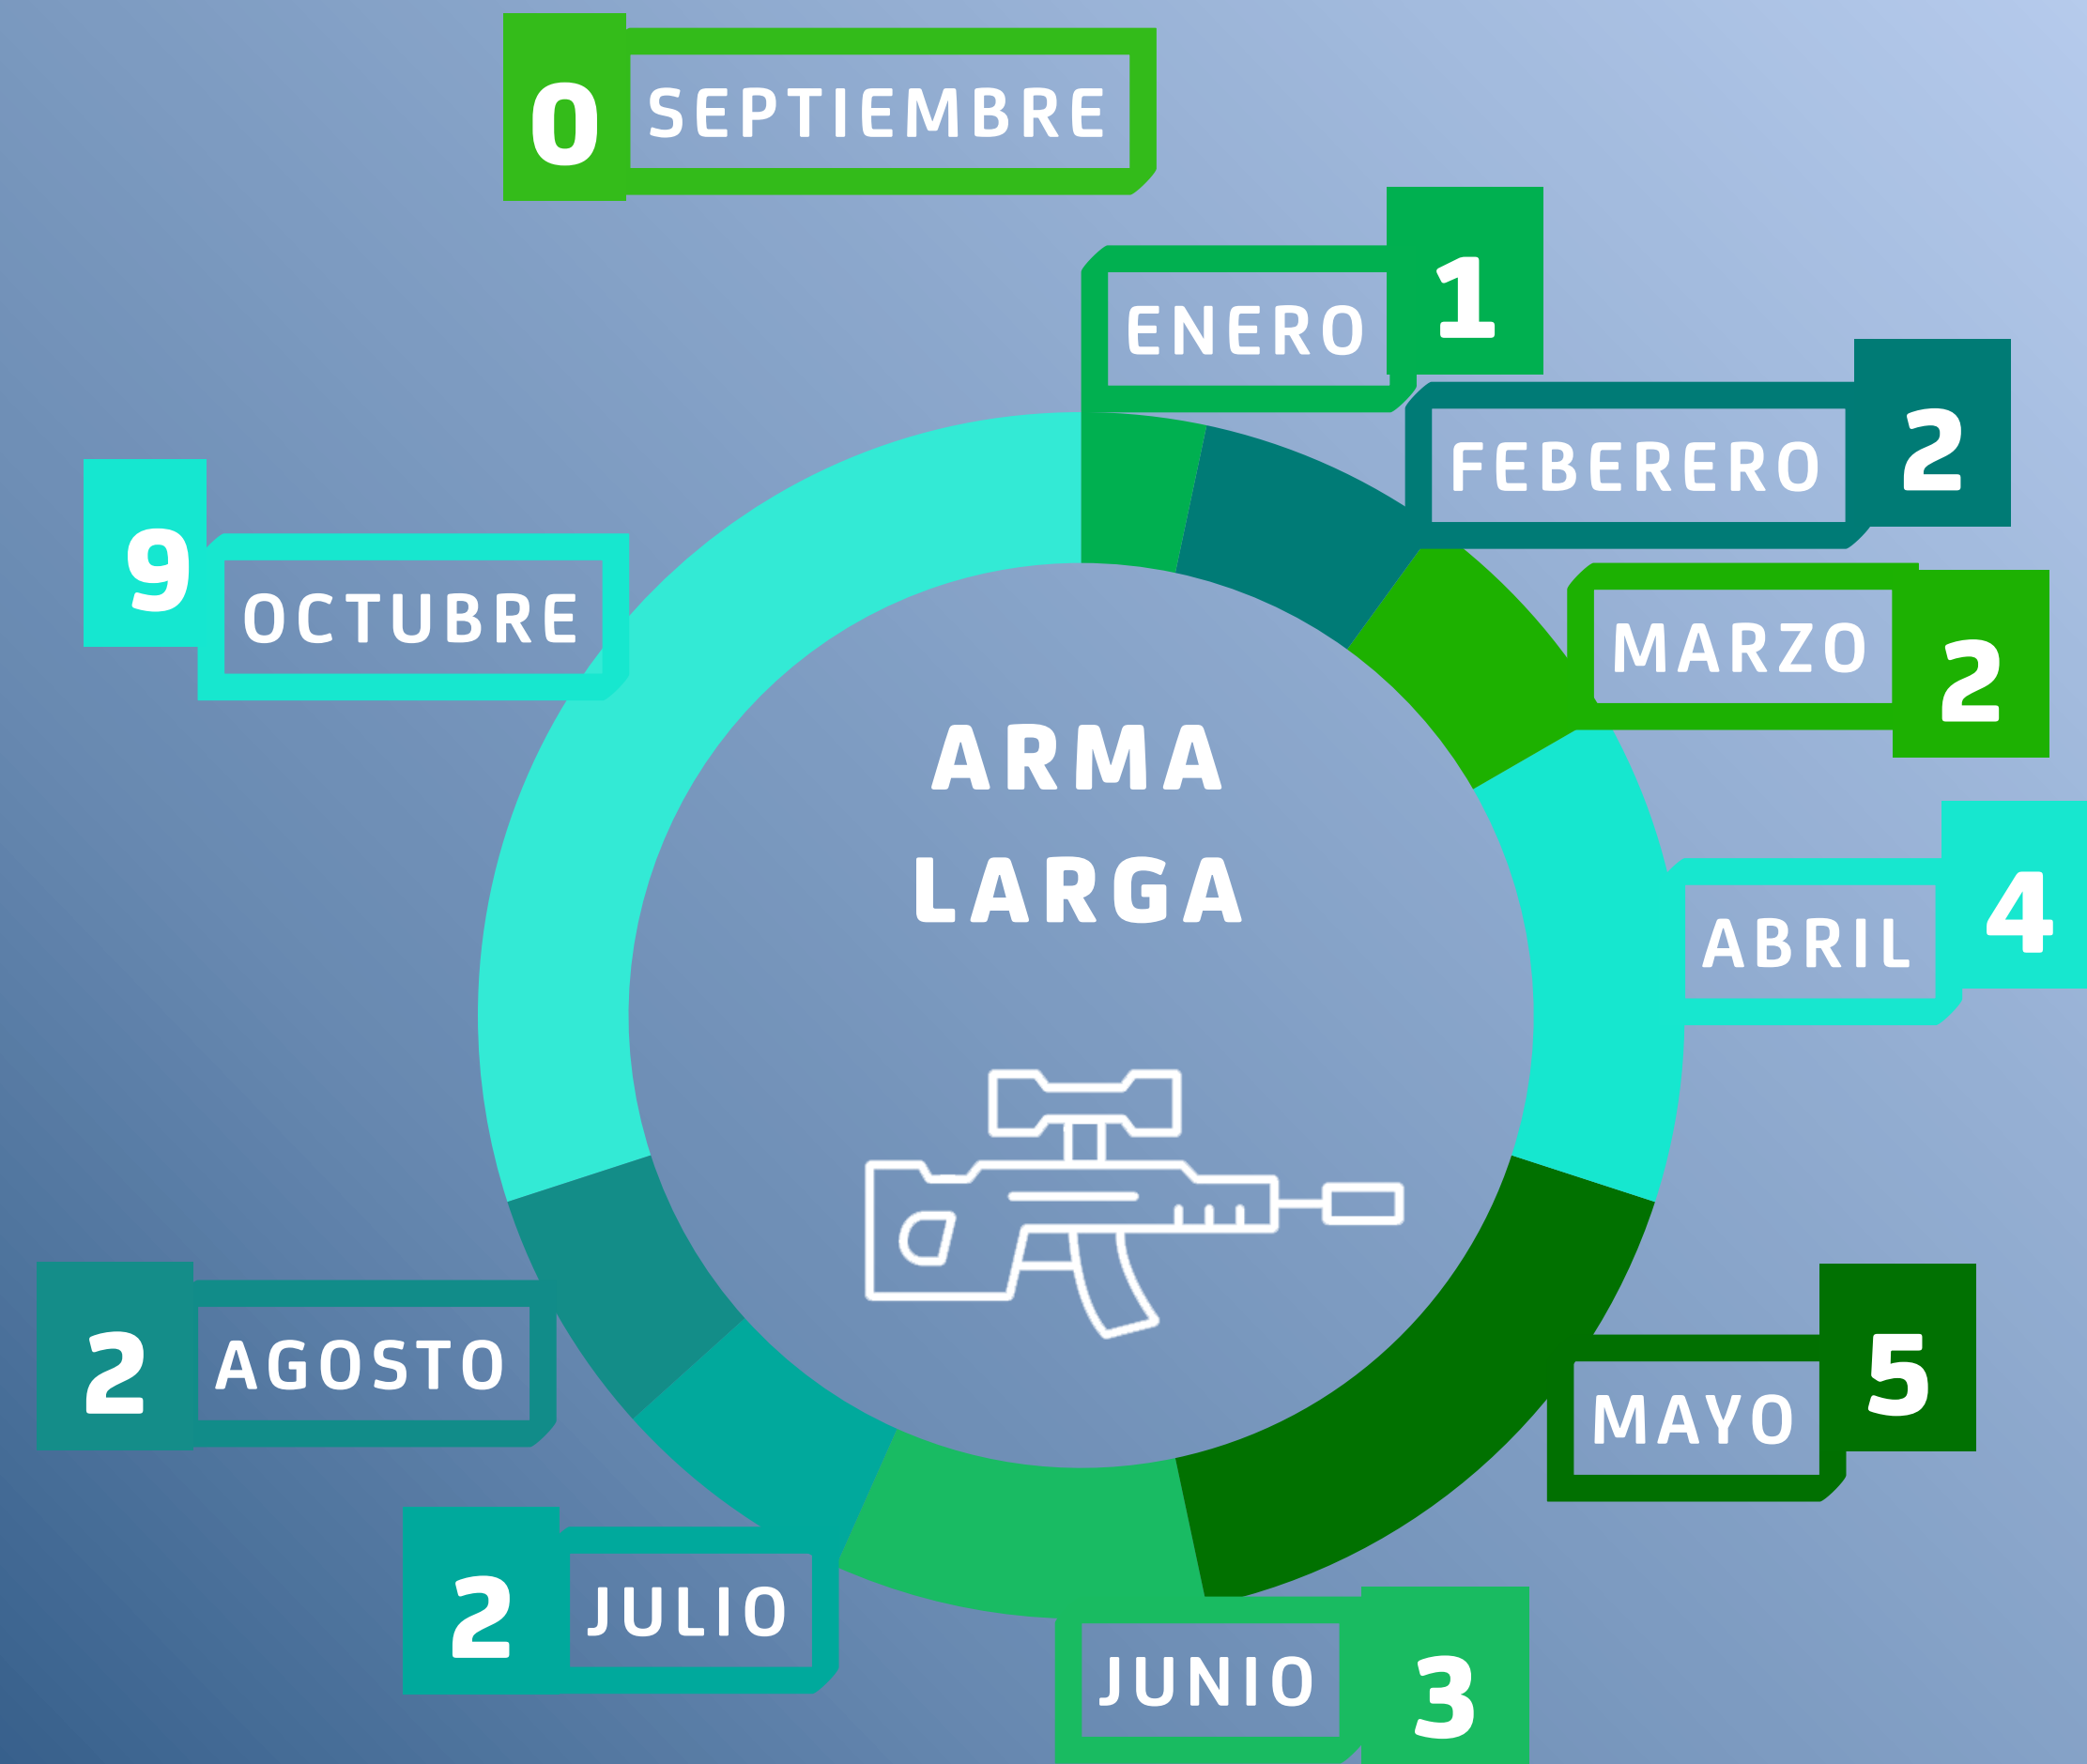 0 SEPTIEMBRE
ENERO 1
FEBERERO 2
MARZO 2
ABRIL 4
MAYO 5
JUNIO 3
JULIO 2
AGOSTO 2
OCTUBRE 9
ARMA
LARGA